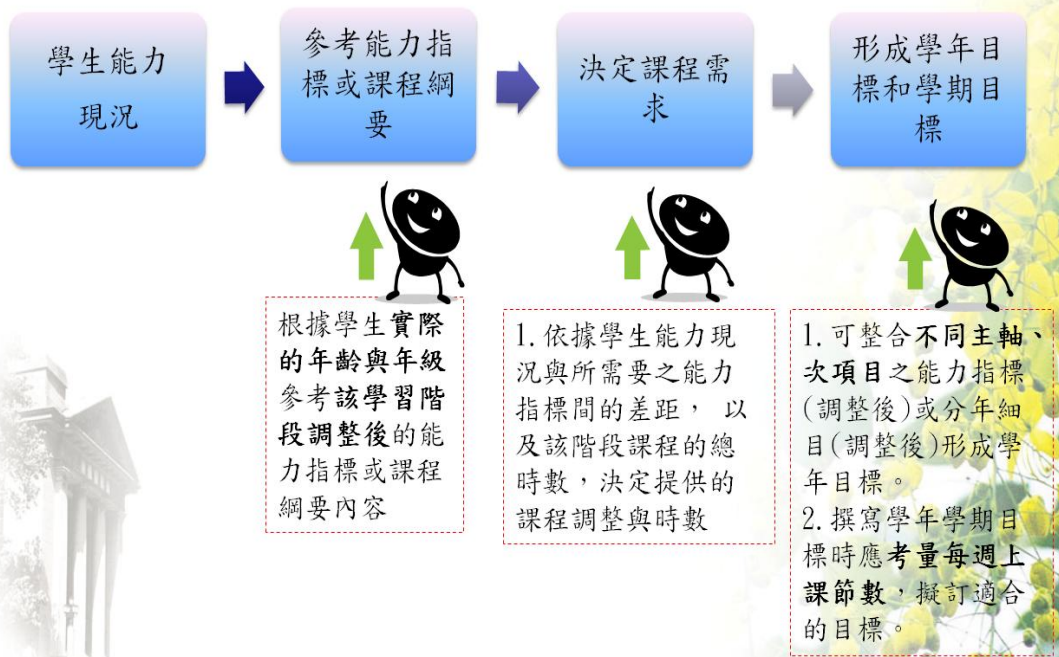 學生能力
現況
參考能力指
標或課程綱
要
決定課程需
求
形成學年目
標和學期目
標
根據學生實際
的年齡與年級
參考該學習階
段調整後的能
力指標或課程
綱要內容
1.依據學生能力現
況與所需要之能力
指標間的差距， 以
及該階段課程的總
時數，決定提供的
課程調整與時數
1.可整合不同主軸、
次項目之能力指標
(調整後)或分年細
目(調整後)形成學
年目標。
2.撰寫學年學期目
標時應考量每週上
課節數，擬訂適合
的目標。